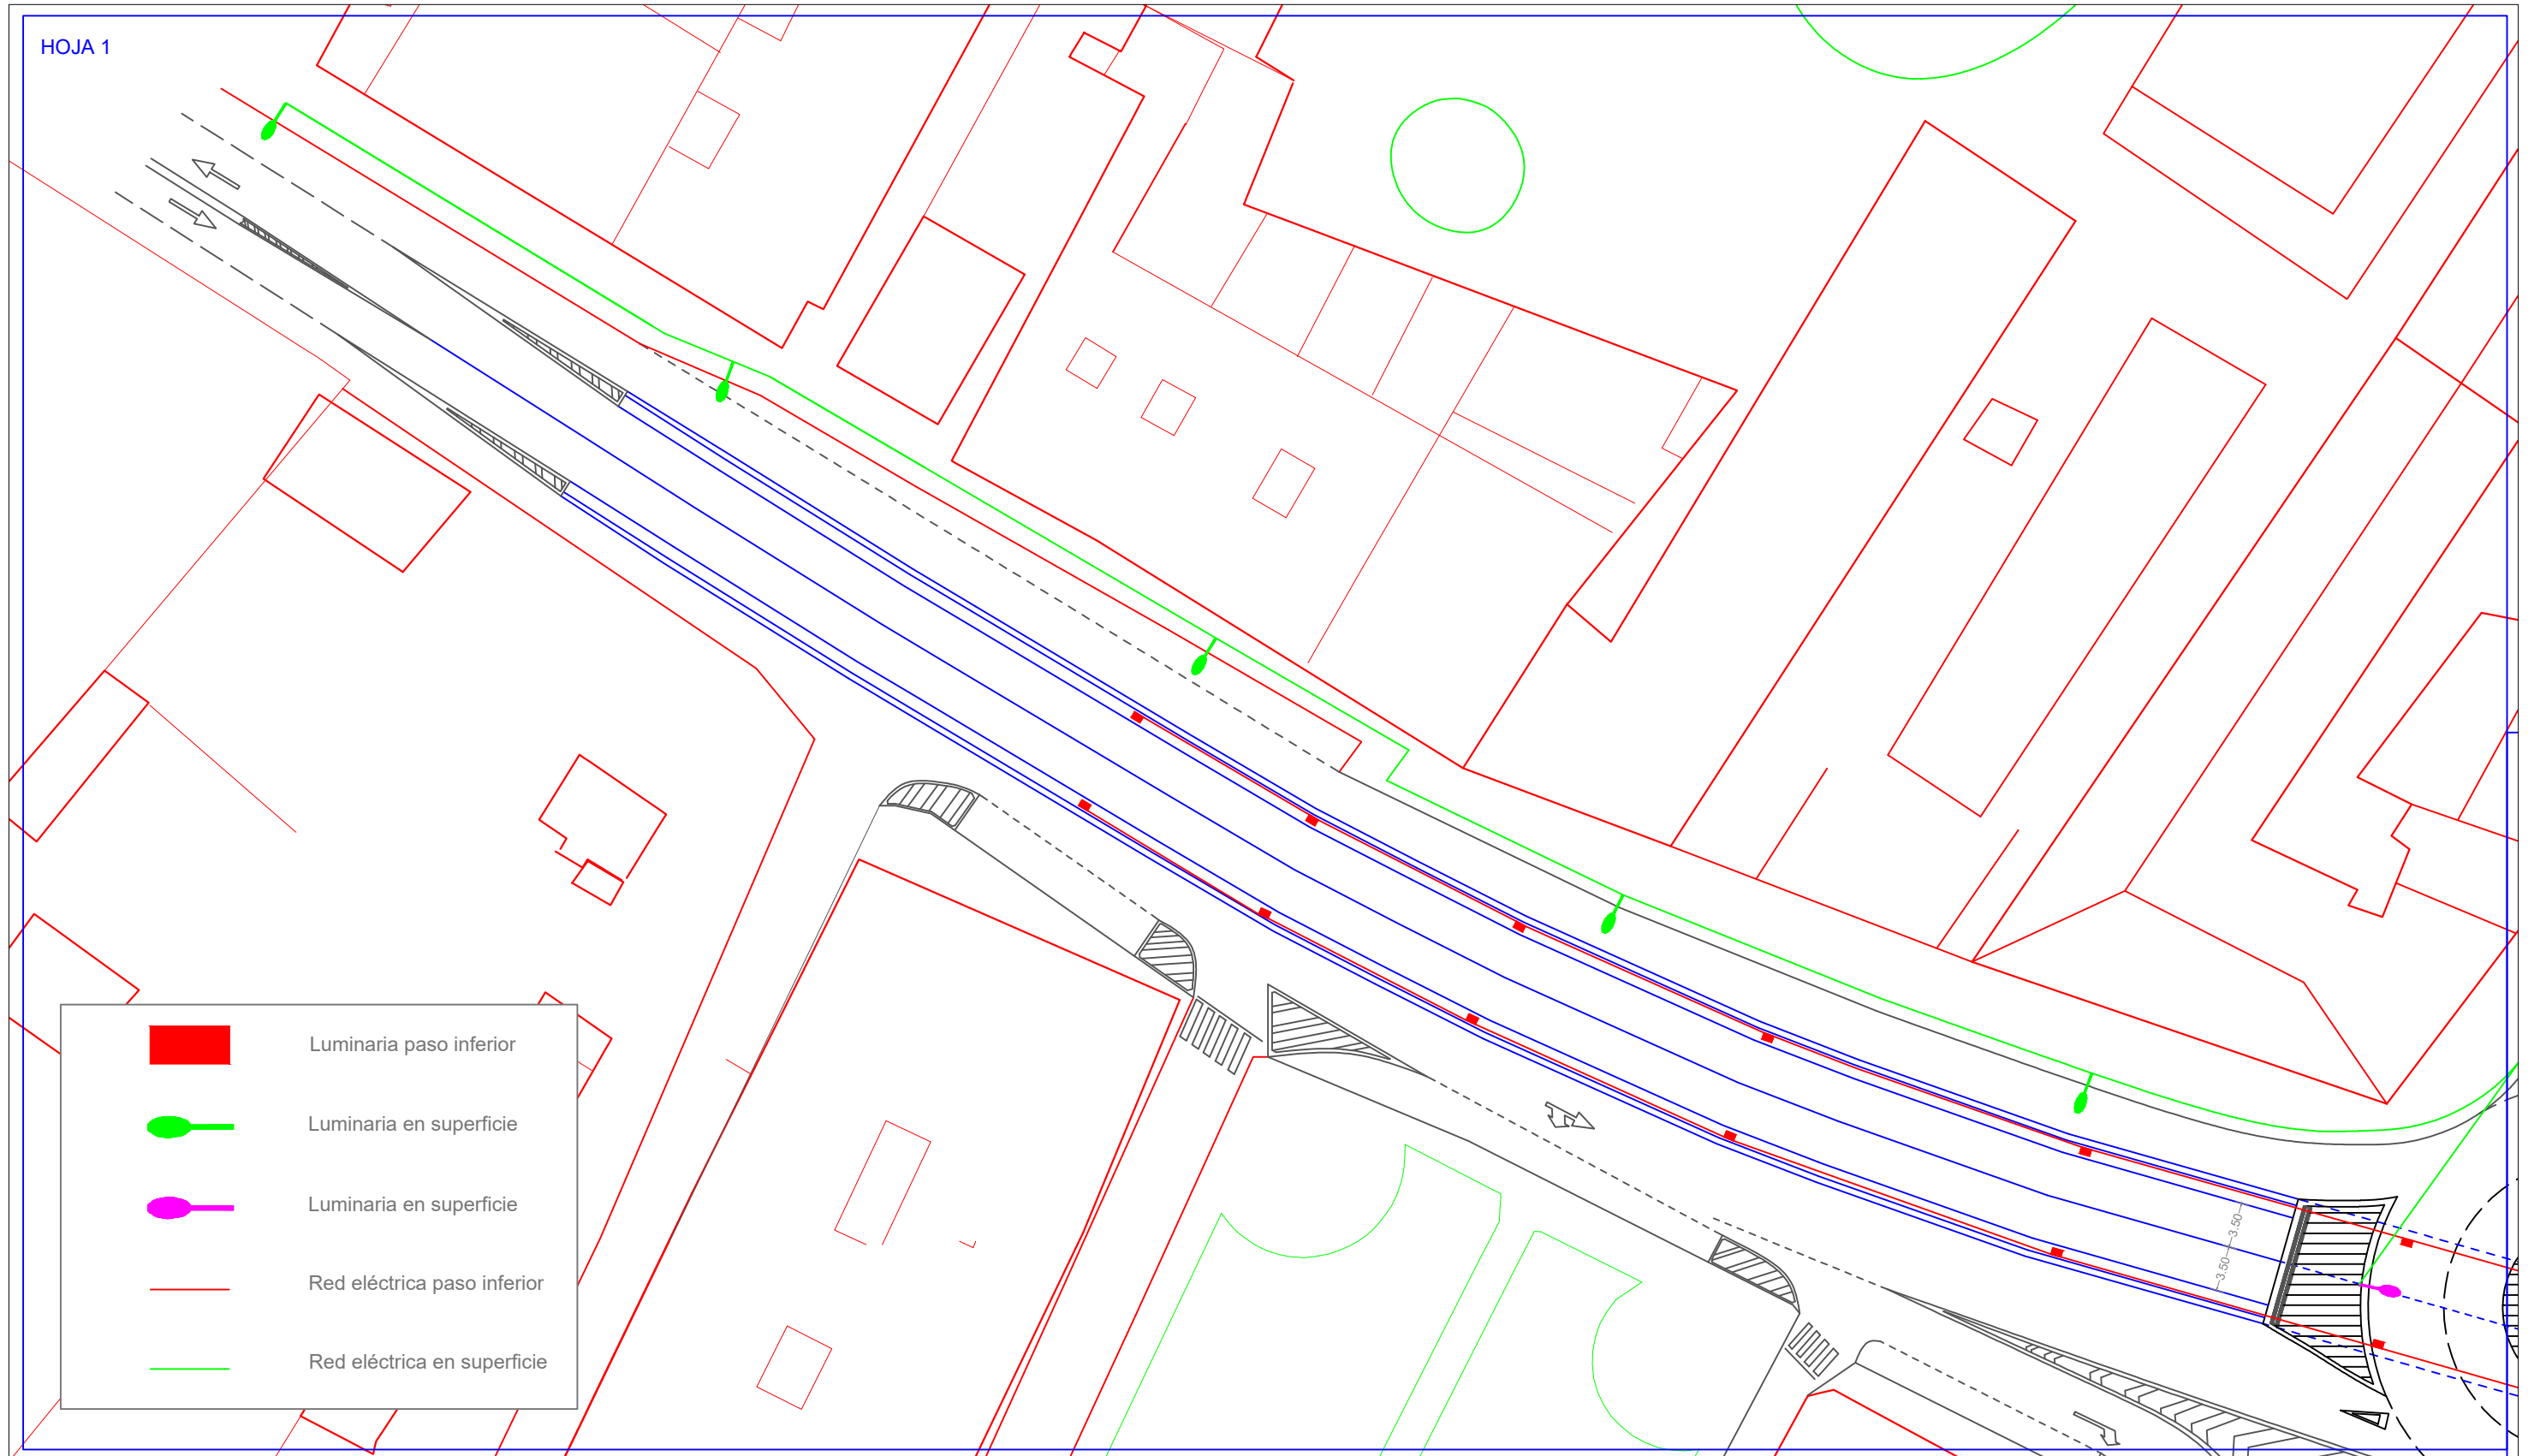 HOJA 1
Luminaria paso inferior
Luminaria en superficie
Luminaria en superficie
Red eléctrica paso inferior
Red eléctrica en superficie
3.50
3.50